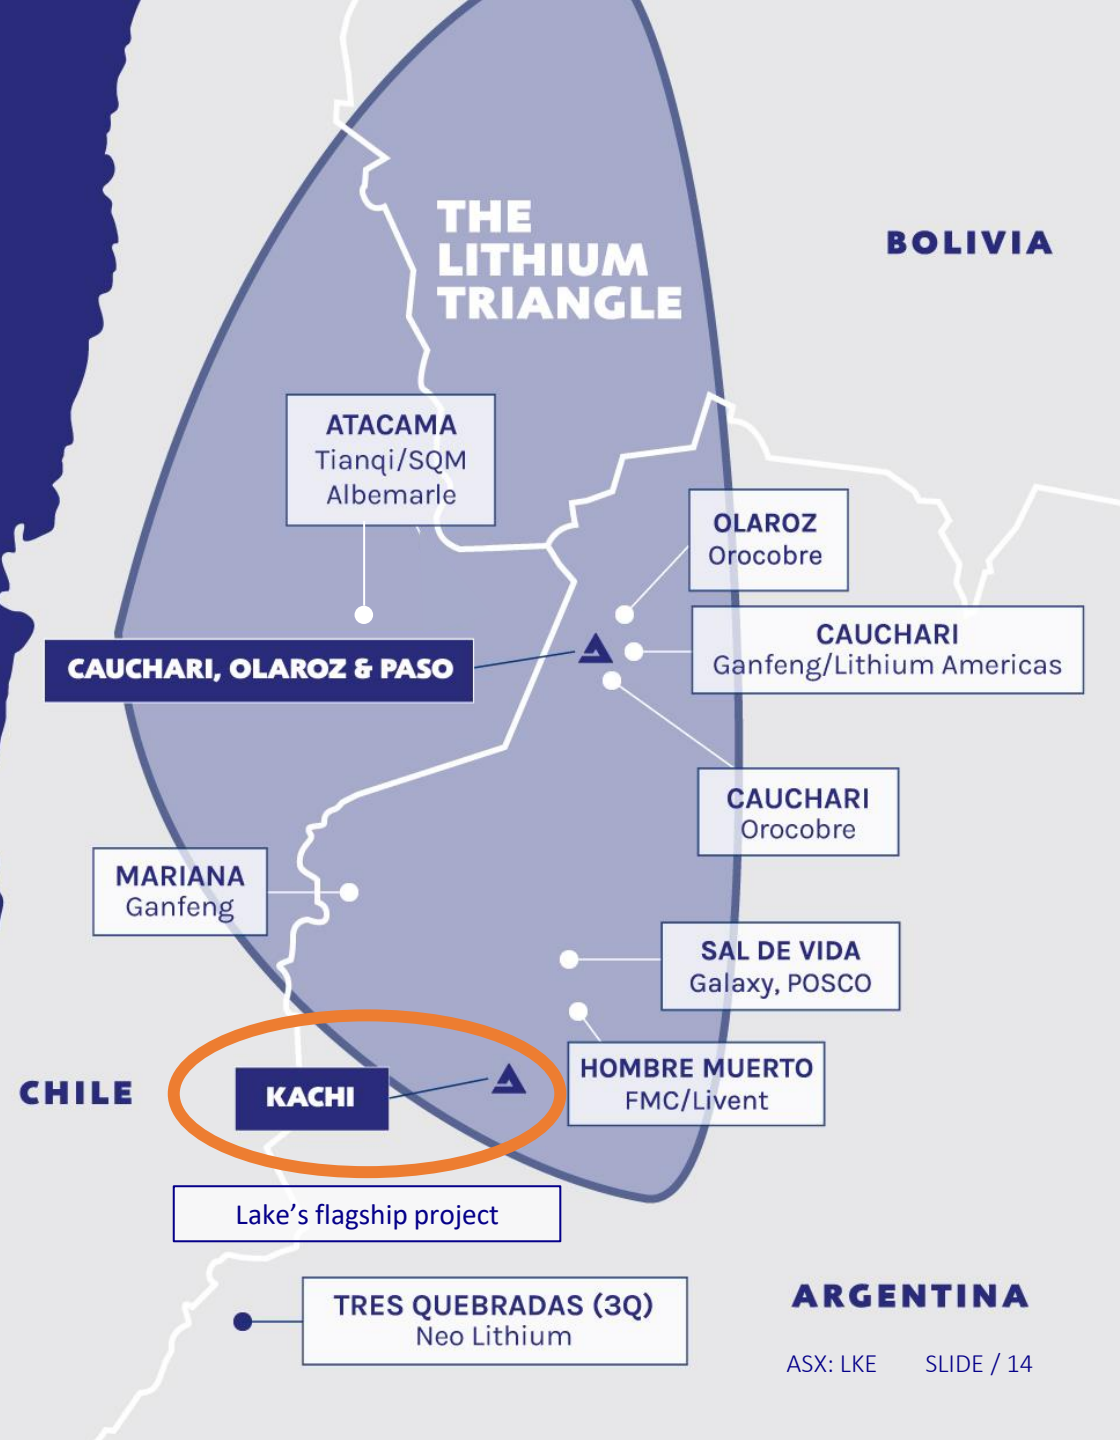 THE
LITHIUM
TRIANGLE
BOLIVIA
ATACAMA
Tianqi/SQM
Albemarle
OLAROZ
Orocobre
CAUCHARI
Ganfeng/Lithium Americas
CAUCHARI, OLAROZ & PASO
CAUCHARI
Orocobre
MARIANA
Ganfeng
SAL DE VIDA
Galaxy, POSCO
HOMBRE MUERTO
FMC/Livent
CHILE
KACHI
Lake’s flagship project
TRES QUEBRADAS (3Q)
Neo Lithium
ARGENTINA
ASX: LKE SLIDE / 14